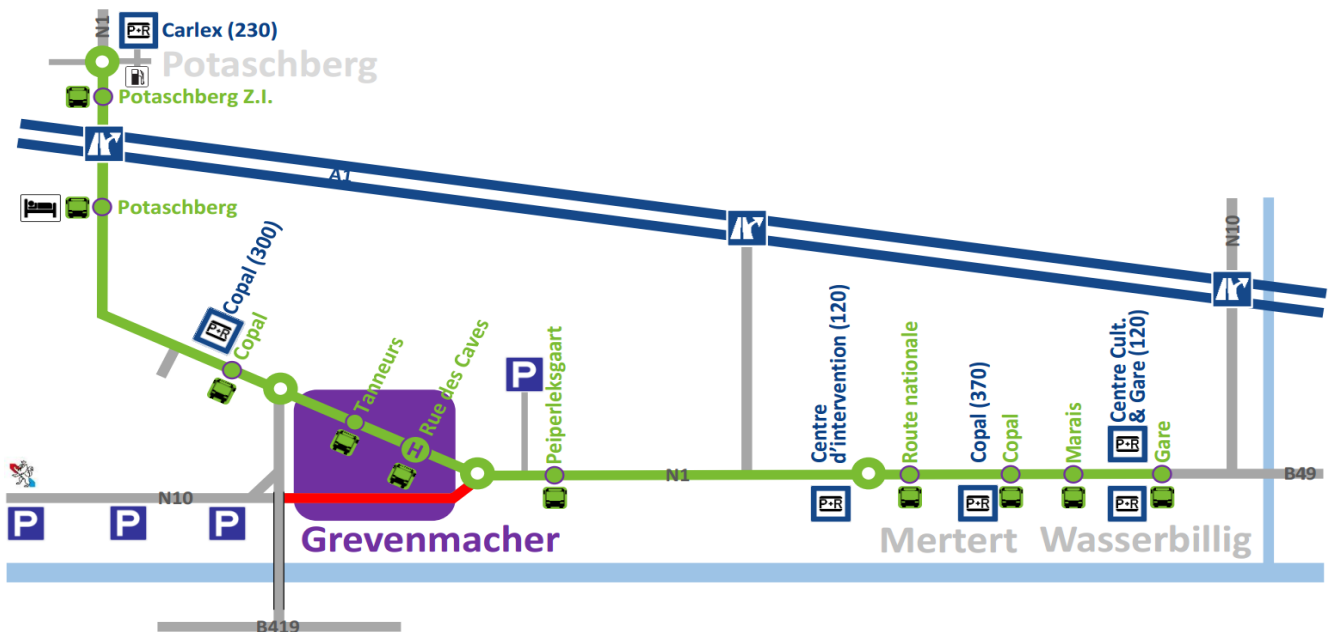 N1
P+R
Carlex (230)
Potaschberg
Potaschberg Z.I.
A1
Potaschberg
N10
Copal (300)
P+R
Copal
Tanneurs
Rue des Caves
H
P
Peiperleksgaart
Centre
d'intervention (120)
Route nationale
Copal (370)
Copal
Marais
Centre Cult.
& Gare (120)
P+R
Gare
N1
B49
N10
P
P
P
P+R
P+R
P+R
Grevenmacher
Mertert
Wasserbillig
B419